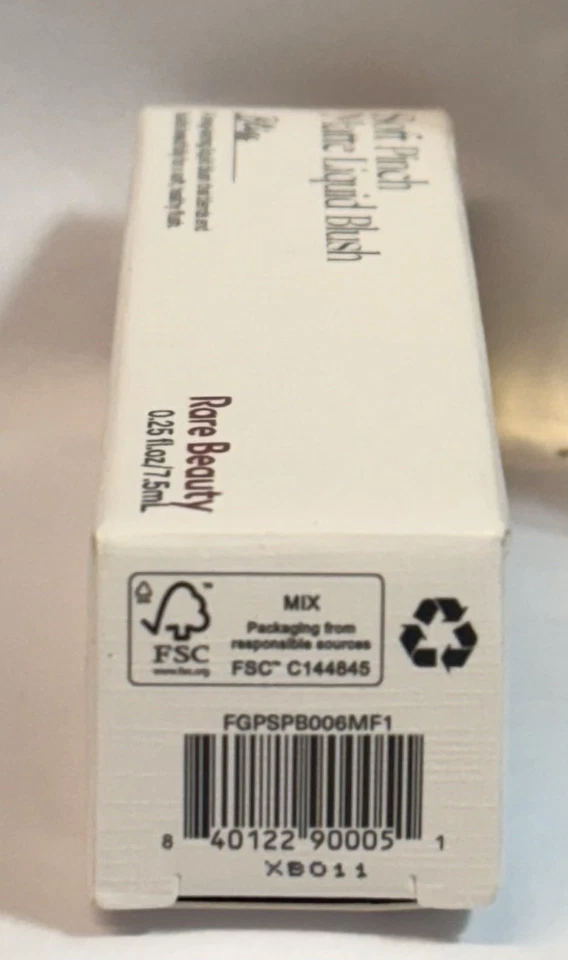 Soft Pinch
Matte Liquid Blush
Rare Beauty
0.25 fl.oz/7.5mL
FSC™
www.fsc.org
MIX
Packaging from
responsible sources
FSC™ C144845
FGPSPB006MF1
8 40122 90005 1
XB011